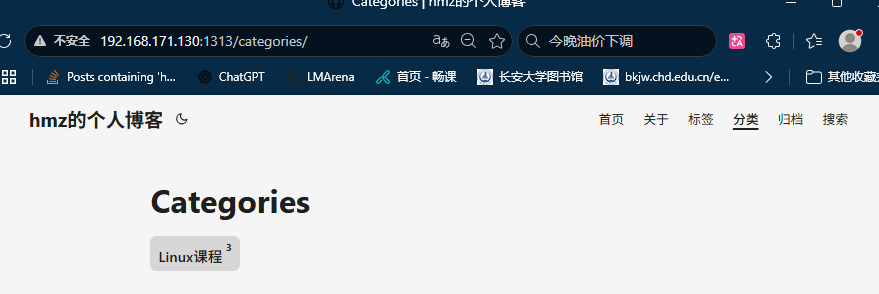 Categories | hmz的个人博客
不安全 192.168.171.130:1313/categories/ aあ 今晚油价下调
Posts containing 'h... ChatGPT LMArena 首页 - 畅课 长安大学图书馆 bkjw.chd.edu.cn/e... 其他收藏夹
hmz的个人博客 首页 关于 标签 分类 归档 搜索
Categories
Linux课程 3